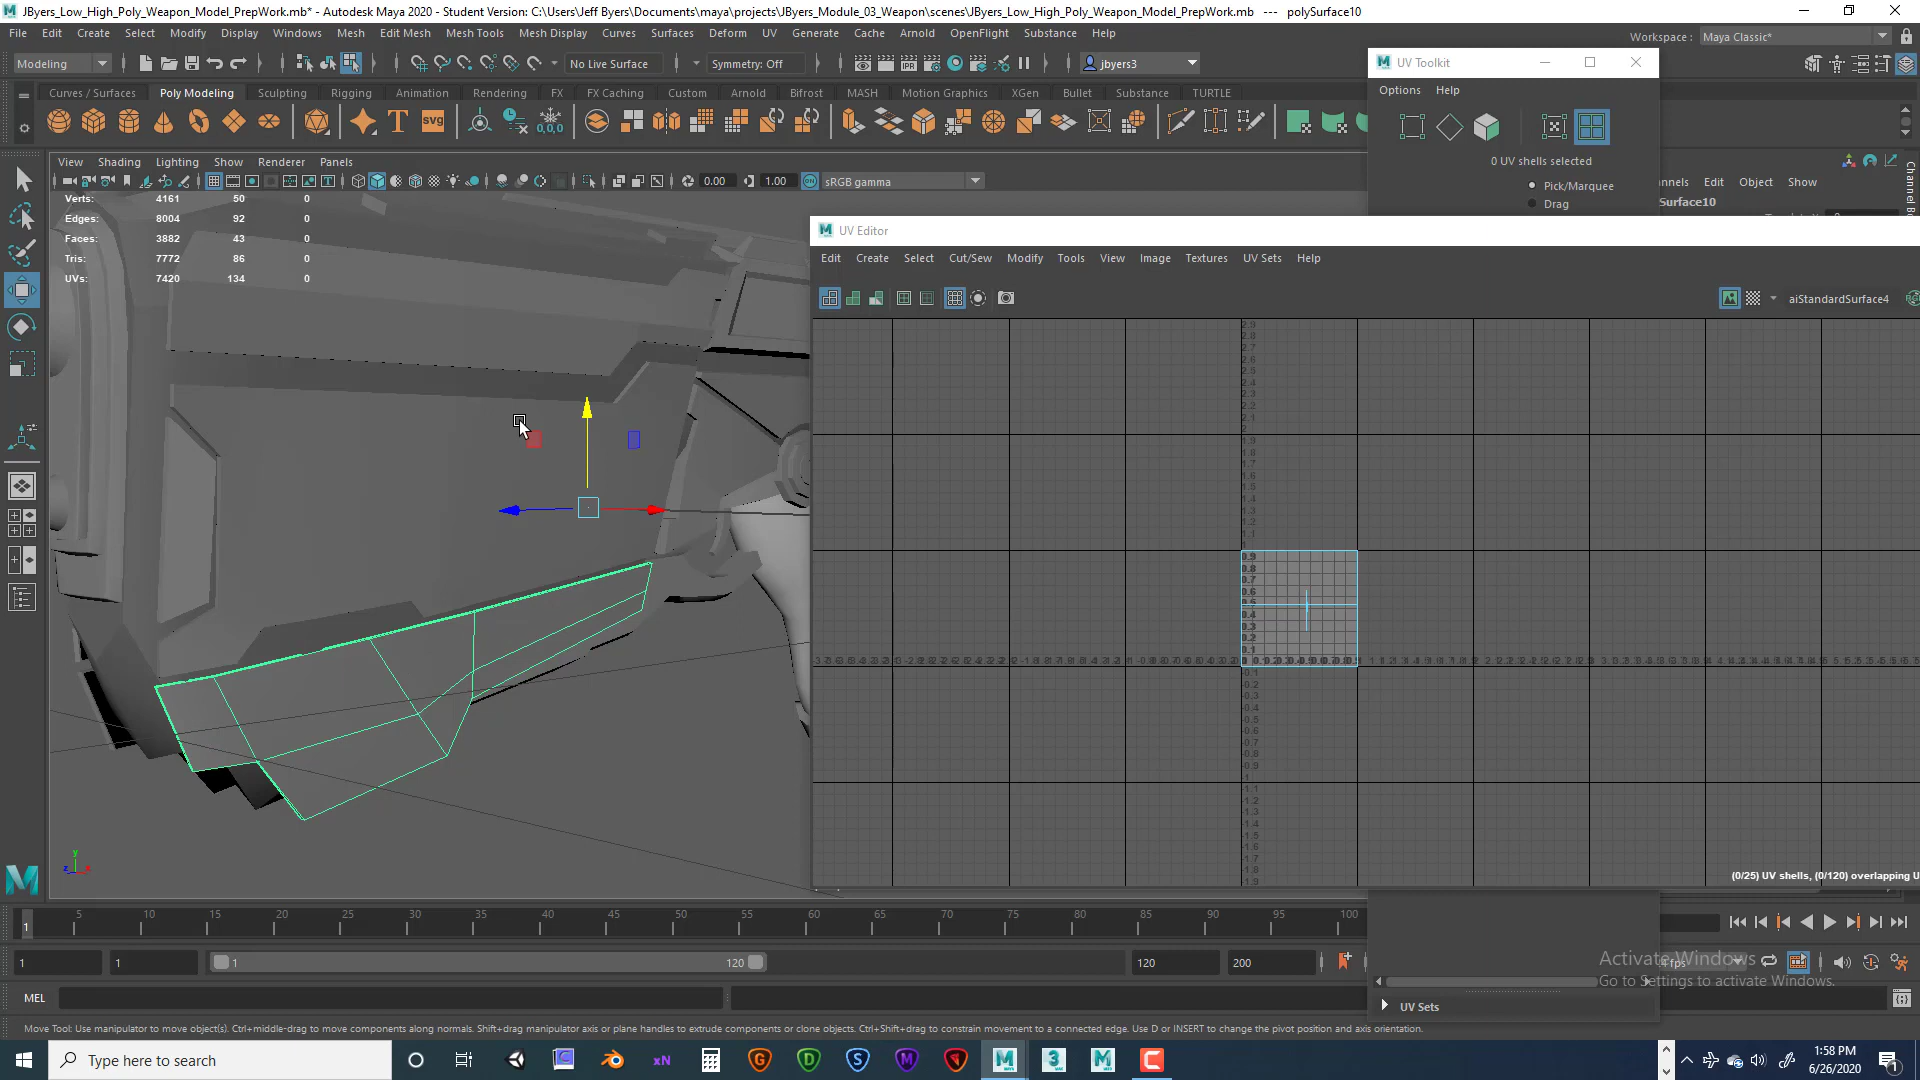 JByers_Low_High_Poly_Weapon_Model_PrepWork.mb* - Autodesk Maya 2020 - Student Version: C:\Users\Jeff Byers\Documents\maya\projects\JByers_Module_03_Weapon\scenes\JByers_Low_High_Poly_Weapon_Model_PrepWork.mb --- polySurface10
File Edit Create Select Modify Display Windows Mesh Edit Mesh Mesh Tools Mesh Display Curves Surfaces Deform UV Generate Cache Arnold OpenFlight Substance Help
Workspace : Maya Classic*
Modeling No Live Surface Symmetry: Off jbyers3
UV Toolkit
Options Help
0 UV shells selected
Pick/Marquee
Drag
Curves / Surfaces Poly Modeling Sculpting Rigging Animation Rendering FX FX Caching Custom Arnold Bifrost MASH Motion Graphics XGen Bullet Substance TURTLE
View Shading Lighting Show Renderer Panels
0.00 1.00 sRGB gamma
Edit Object Show
Channel
Verts: 4161 50 0
Edges: 8004 92 0
Faces: 3882 43 0
Tris: 7772 86 0
UVs: 7420 134 0
UV Editor
Edit Create Select Cut/Sew Modify Tools View Image Textures UV Sets Help
aiStandardSurface4
(0/25) UV shells, (0/120) overlapping U
5 10 15 20 25 30 35 40 45 50 55 60 65 70 75 80 85 90 95 100
1
1 1 1 120 120 200
MEL
Activate Windows
Go to Settings to activate Windows.
UV Sets
Move Tool: Use manipulator to move object(s). Ctrl+middle-drag to move components along normals. Shift+drag manipulator axis or plane handles to extrude components or clone objects. Ctrl+Shift+drag to constrain movement to a connected edge. Use D or INSERT to change the pivot position and axis orientation.
Type here to search
1:58 PM
6/26/2020